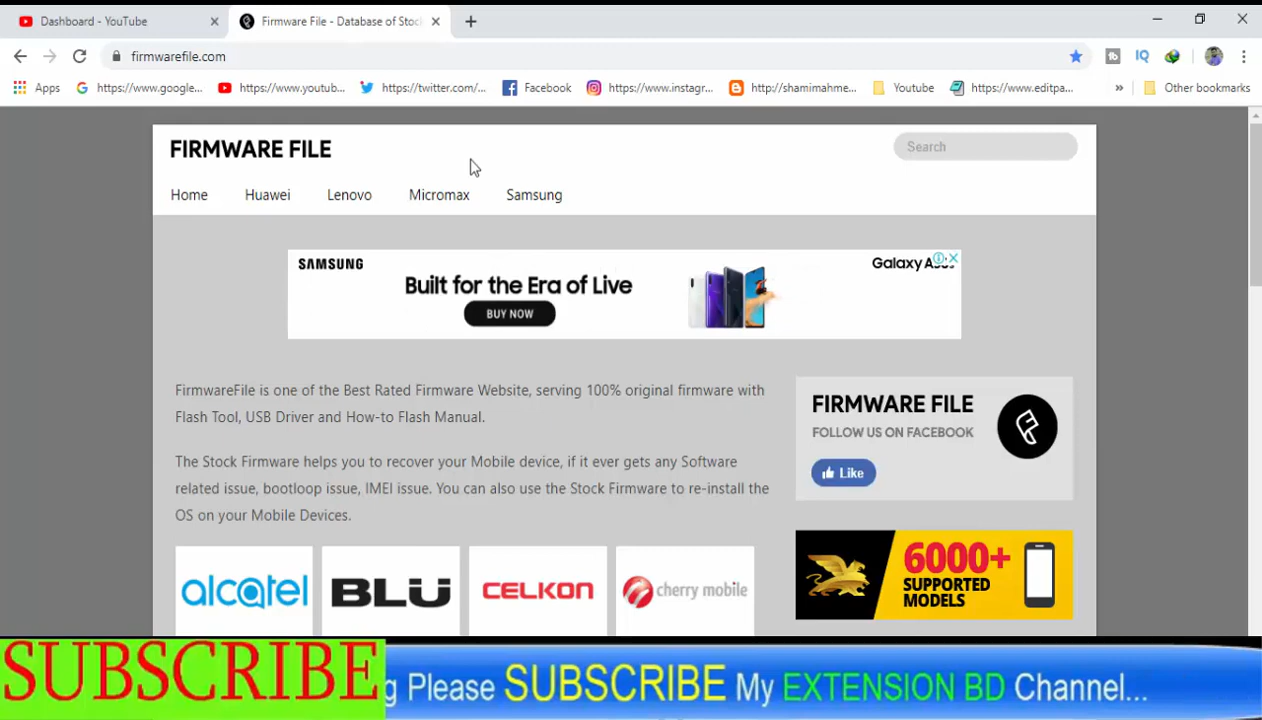 Dashboard - YouTube
Firmware File - Database of Stoc
firmwarefile.com
Apps
https://www.google...
https://www.youtub...
https://twitter.com/...
Facebook
https://www.instagr...
http://shamimahme...
Youtube
https://www.editpa...
»
Other bookmarks
FIRMWARE FILE
Search
Home Huawei Lenovo Micromax Samsung
SAMSUNG
Built for the Era of Live
BUY NOW
Galaxy
FirmwareFile is one of the Best Rated Firmware Website, serving 100% original firmware with
Flash Tool, USB Driver and How-to Flash Manual.
The Stock Firmware helps you to recover your Mobile device, if it ever gets any Software
related issue, bootloop issue, IMEI issue. You can also use the Stock Firmware to re-install the
OS on your Mobile Devices.
FIRMWARE FILE
FOLLOW US ON FACEBOOK
Like
6000+
SUPPORTED
MODELS
alcatel
BLU
CELKON
cherry mobile
SUBSCRIBE
g Please SUBSCRIBE My EXTENSION BD Channel...